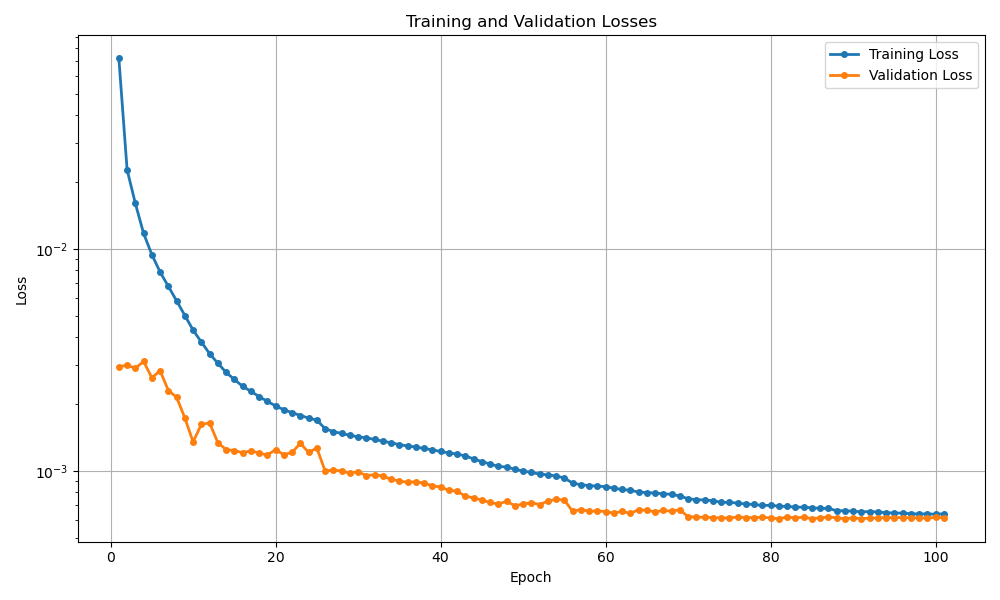 Training and Validation Losses
Training Loss
Validation Loss
Loss
10⁻²
10⁻³
0 20 40 60 80 100
Epoch